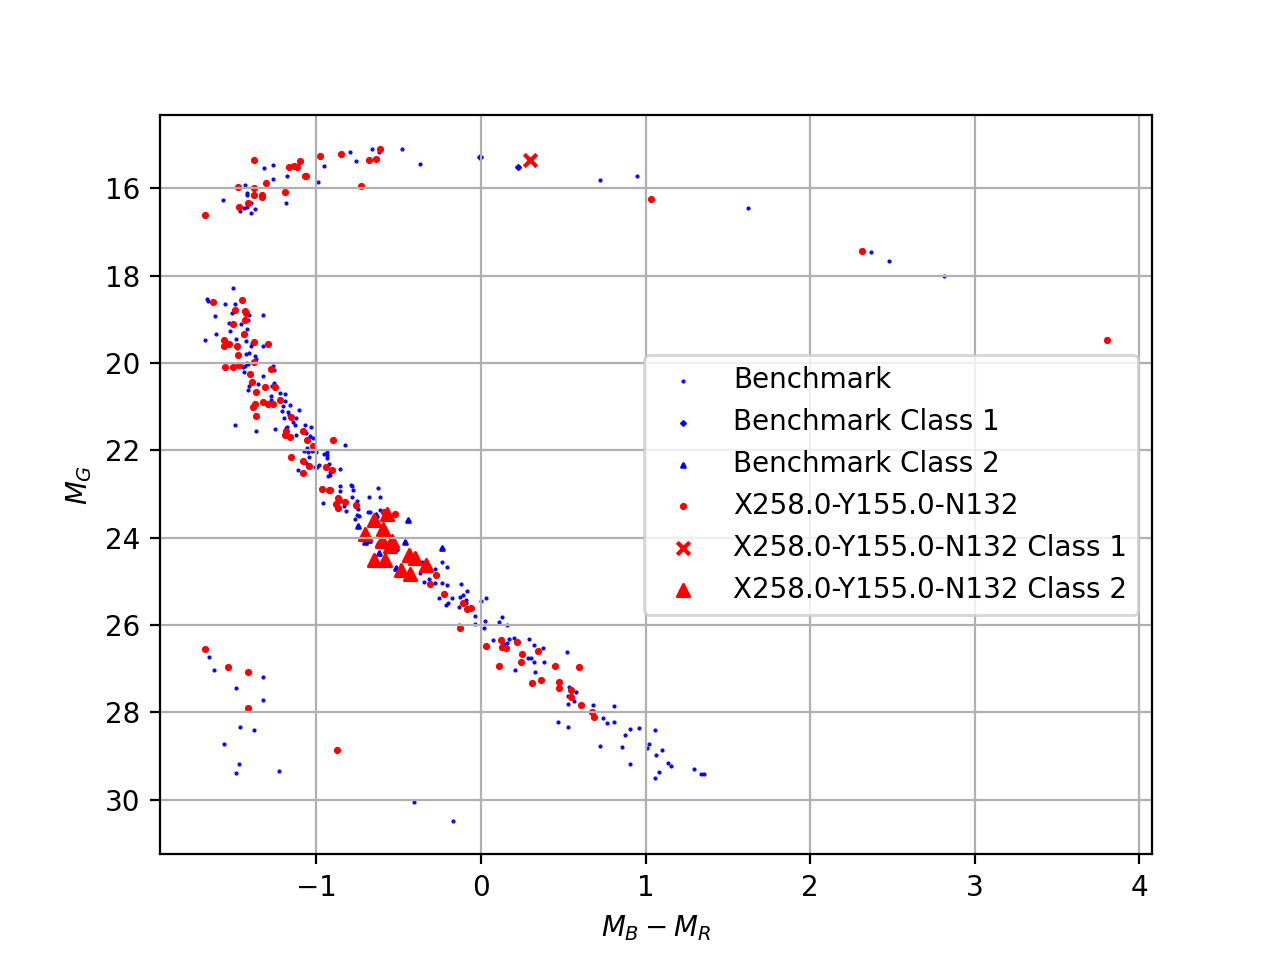 16
18
20
22
24
26
28
30
M_G
Benchmark
Benchmark Class 1
Benchmark Class 2
X258.0-Y155.0-N132
X258.0-Y155.0-N132 Class 1
X258.0-Y155.0-N132 Class 2
−1 0 1 2 3 4
M_B − M_R